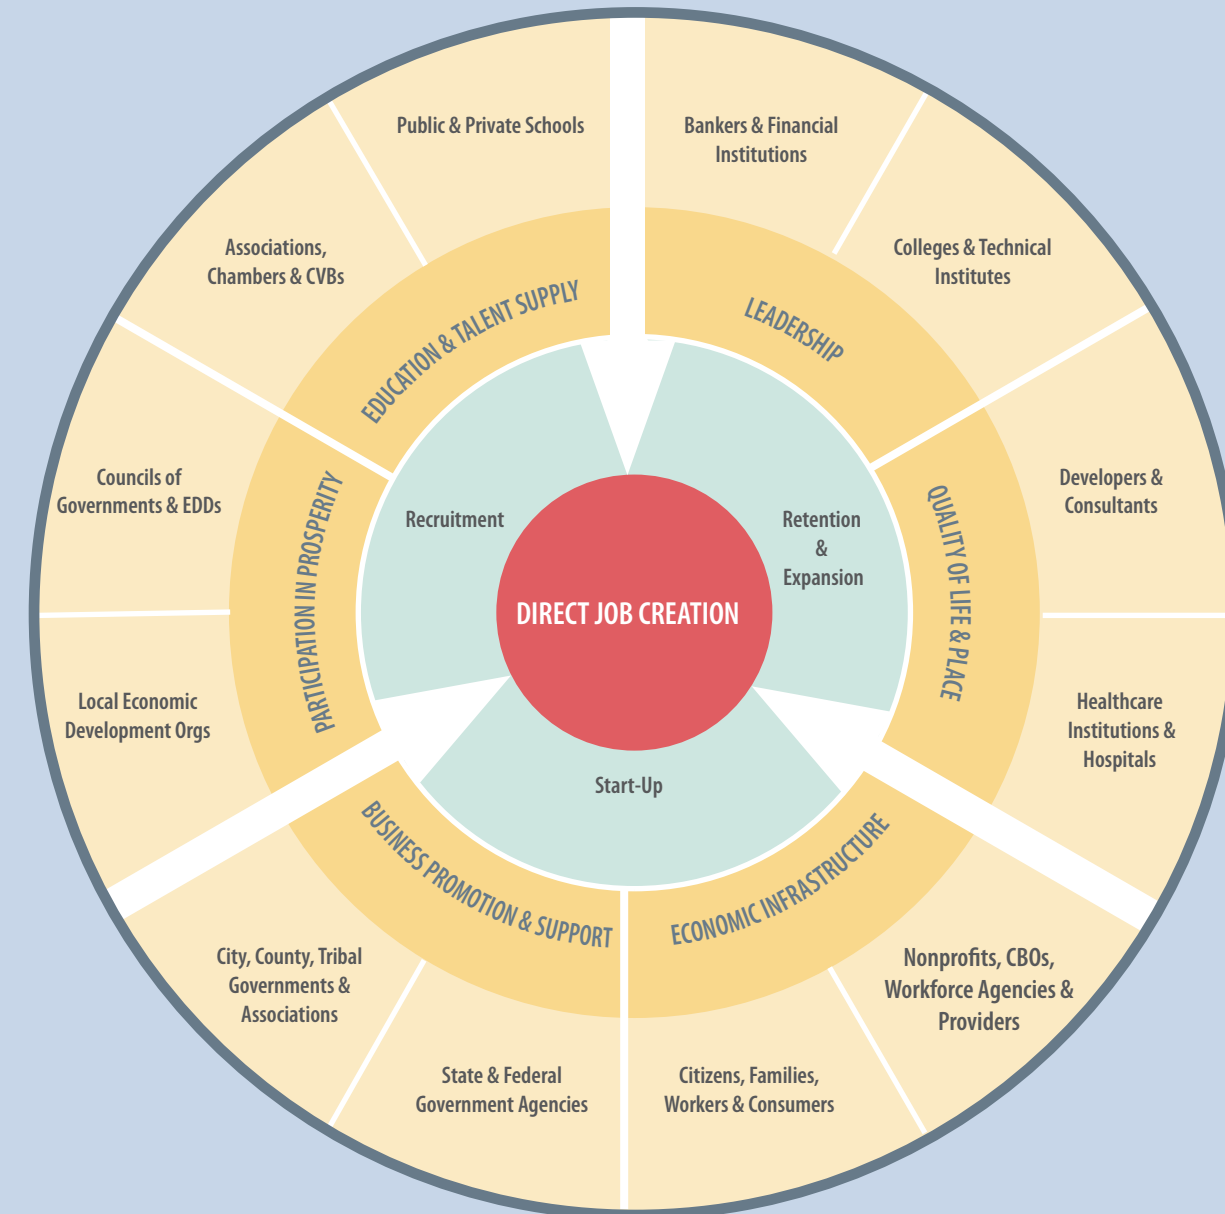 Public & Private Schools
Bankers & Financial
Institutions
Associations,
Chambers & CVBs
Colleges & Technical
Institutes
EDUCATION & TALENT SUPPLY
LEADERSHIP
Councils of
Governments & EDDs
Developers &
Consultants
PARTICIPATION IN PROSPERITY
QUALITY OF LIFE & PLACE
Recruitment
Retention
&
Expansion
DIRECT JOB CREATION
Local Economic
Development Orgs
Healthcare
Institutions &
Hospitals
Start-Up
BUSINESS PROMOTION & SUPPORT
ECONOMIC INFRASTRUCTURE
City, County, Tribal
Governments &
Associations
Nonprofits, CBOs,
Workforce Agencies &
Providers
State & Federal
Government Agencies
Citizens, Families,
Workers & Consumers